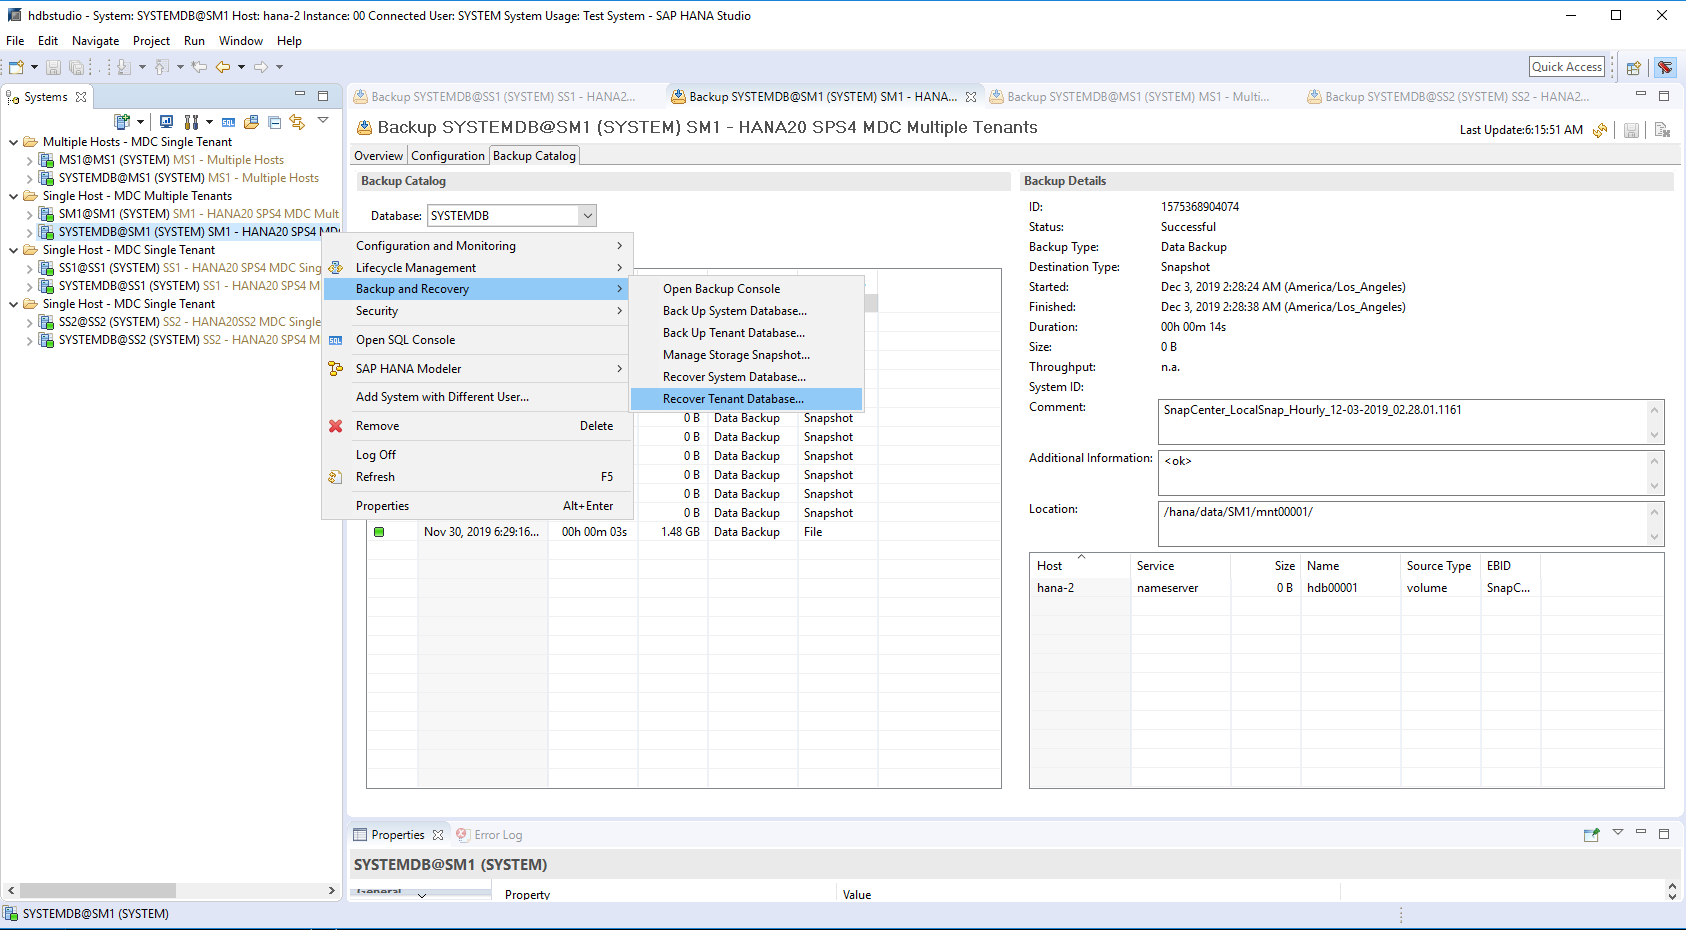 hdbstudio - System: SYSTEMDB@SM1 Host: hana-2 Instance: 00 Connected User: SYSTEM System Usage: Test System - SAP HANA Studio
File Edit Navigate Project Run Window Help
Quick Access
Systems
Multiple Hosts - MDC Single Tenant
MS1@MS1 (SYSTEM) MS1 - Multiple Hosts
SYSTEMDB@MS1 (SYSTEM) MS1 - Multiple Hosts
Single Host - MDC Multiple Tenants
SM1@SM1 (SYSTEM) SM1 - HANA20 SPS4 MDC Mult
SYSTEMDB@SM1 (SYSTEM) SM1 - HANA20 SPS4 MD
Single Host - MDC Single Tenant
SS1@SS1 (SYSTEM) SS1 - HANA20 SPS4 MDC Sing
SYSTEMDB@SS1 (SYSTEM) SS1 - HANA20 SPS4 M
Single Host - MDC Single Tenant
SS2@SS2 (SYSTEM) SS2 - HANA20SS2 MDC Single
SYSTEMDB@SS2 (SYSTEM) SS2 - HANA20 SPS4 M
Backup SYSTEMDB@SS1 (SYSTEM) SS1 - HANA2...
Backup SYSTEMDB@SM1 (SYSTEM) SM1 - HANA...
Backup SYSTEMDB@MS1 (SYSTEM) MS1 - Multi...
Backup SYSTEMDB@SS2 (SYSTEM) SS2 - HANA2...
Backup SYSTEMDB@SM1 (SYSTEM) SM1 - HANA20 SPS4 MDC Multiple Tenants
Last Update:6:15:51 AM
Overview Configuration Backup Catalog
Backup Catalog
Database: SYSTEMDB
Configuration and Monitoring
Lifecycle Management
Backup and Recovery
Security
SQL Open SQL Console
SAP HANA Modeler
Add System with Different User...
Remove Delete
Log Off
Refresh F5
Properties Alt+Enter
Open Backup Console
Back Up System Database...
Back Up Tenant Database...
Manage Storage Snapshot...
Recover System Database...
Recover Tenant Database...
0 B Data Backup Snapshot
0 B Data Backup Snapshot
0 B Data Backup Snapshot
0 B Data Backup Snapshot
0 B Data Backup Snapshot
0 B Data Backup Snapshot
Nov 30, 2019 6:29:16... 00h 00m 03s 1.48 GB Data Backup File
Backup Details
ID: 1575368904074
Status: Successful
Backup Type: Data Backup
Destination Type: Snapshot
Started: Dec 3, 2019 2:28:24 AM (America/Los_Angeles)
Finished: Dec 3, 2019 2:28:38 AM (America/Los_Angeles)
Duration: 00h 00m 14s
Size: 0 B
Throughput: n.a.
System ID:
Comment: SnapCenter_LocalSnap_Hourly_12-03-2019_02.28.01.1161
Additional Information: <ok>
Location: /hana/data/SM1/mnt00001/
Host Service Size Name Source Type EBID
hana-2 nameserver 0 B hdb00001 volume SnapC...
Properties Error Log
SYSTEMDB@SM1 (SYSTEM)
General Property Value
SYSTEMDB@SM1 (SYSTEM)